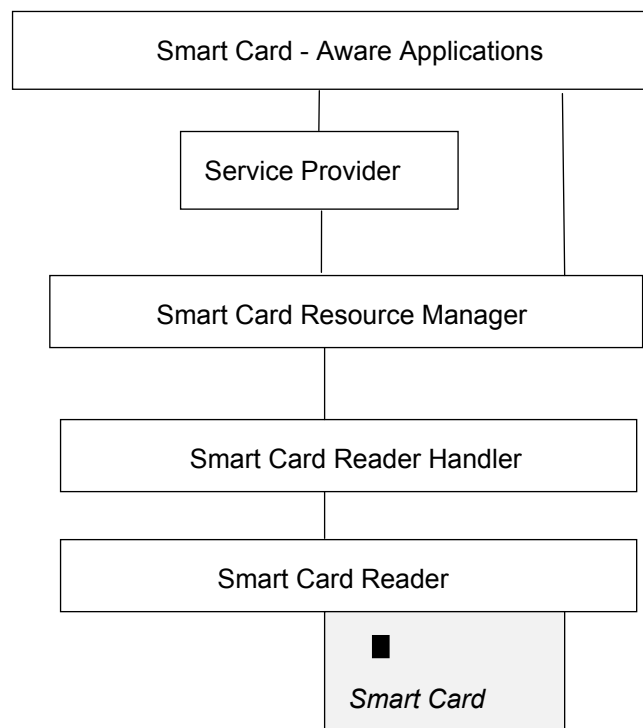 Smart Card - Aware Applications
Service Provider
Smart Card Resource Manager
Smart Card Reader Handler
Smart Card Reader
Smart Card